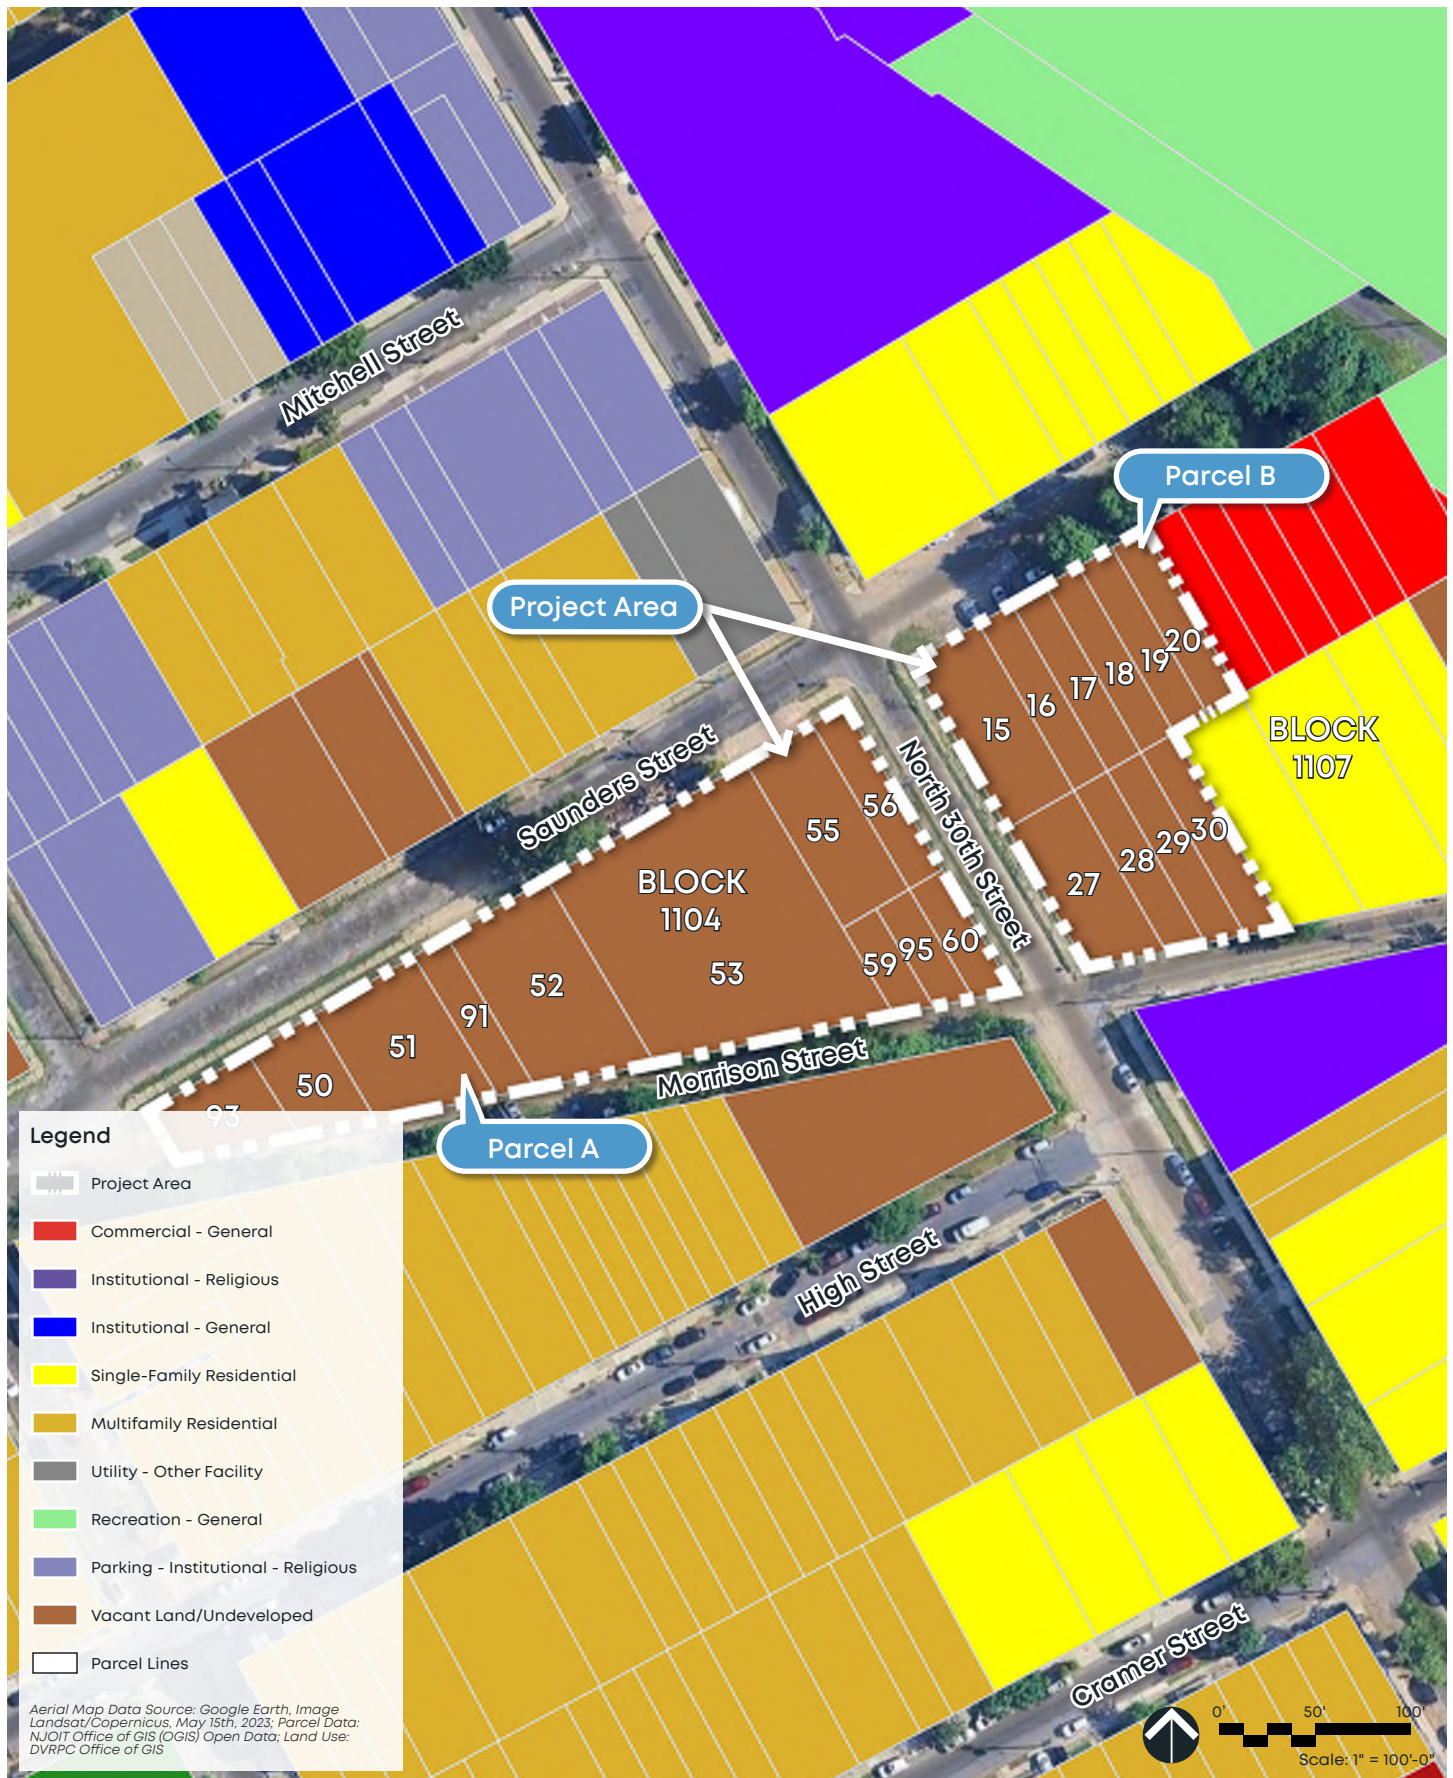 Mitchell Street
Parcel B
Project Area
20
19
18
17
16
15
BLOCK
1107
Saunders Street
North 30th Street
56
55
30
29
28
27
BLOCK
1104
60
95
59
53
52
91
51
50
93
Morrison Street
Parcel A
High Street
Cramer Street
Legend
Project Area
Commercial - General
Institutional - Religious
Institutional - General
Single-Family Residential
Multifamily Residential
Utility - Other Facility
Recreation - General
Parking - Institutional - Religious
Vacant Land/Undeveloped
Parcel Lines
Aerial Map Data Source: Google Earth, Image
Landsat/Copernicus, May 15th, 2023; Parcel Data:
NJOIT Office of GIS (OGIS) Open Data; Land Use:
DVRPC Office of GIS
0' 50' 100'
Scale: 1" = 100'-0"